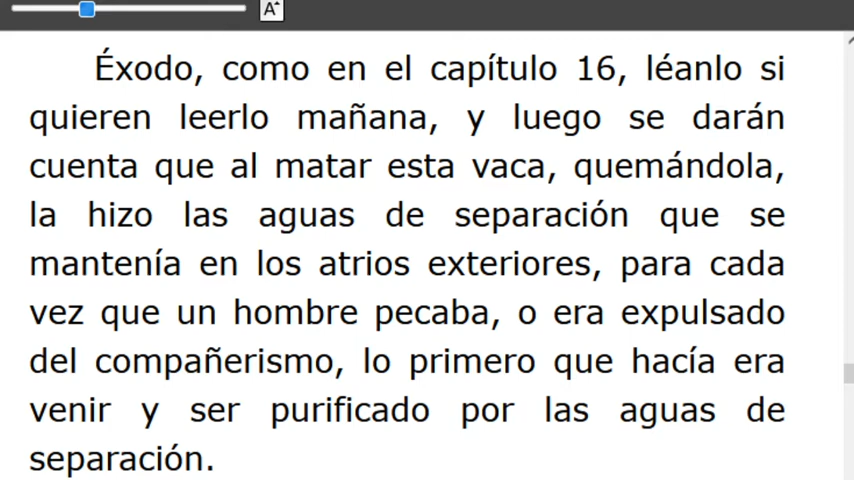 A
Éxodo, como en el capítulo 16, léanlo si
quieren leerlo mañana, y luego se darán
cuenta que al matar esta vaca, quemándola,
la hizo las aguas de separación que se
mantenía en los atrios exteriores, para cada
vez que un hombre pecaba, o era expulsado
del compañerismo, lo primero que hacía era
venir y ser purificado por las aguas de
separación.